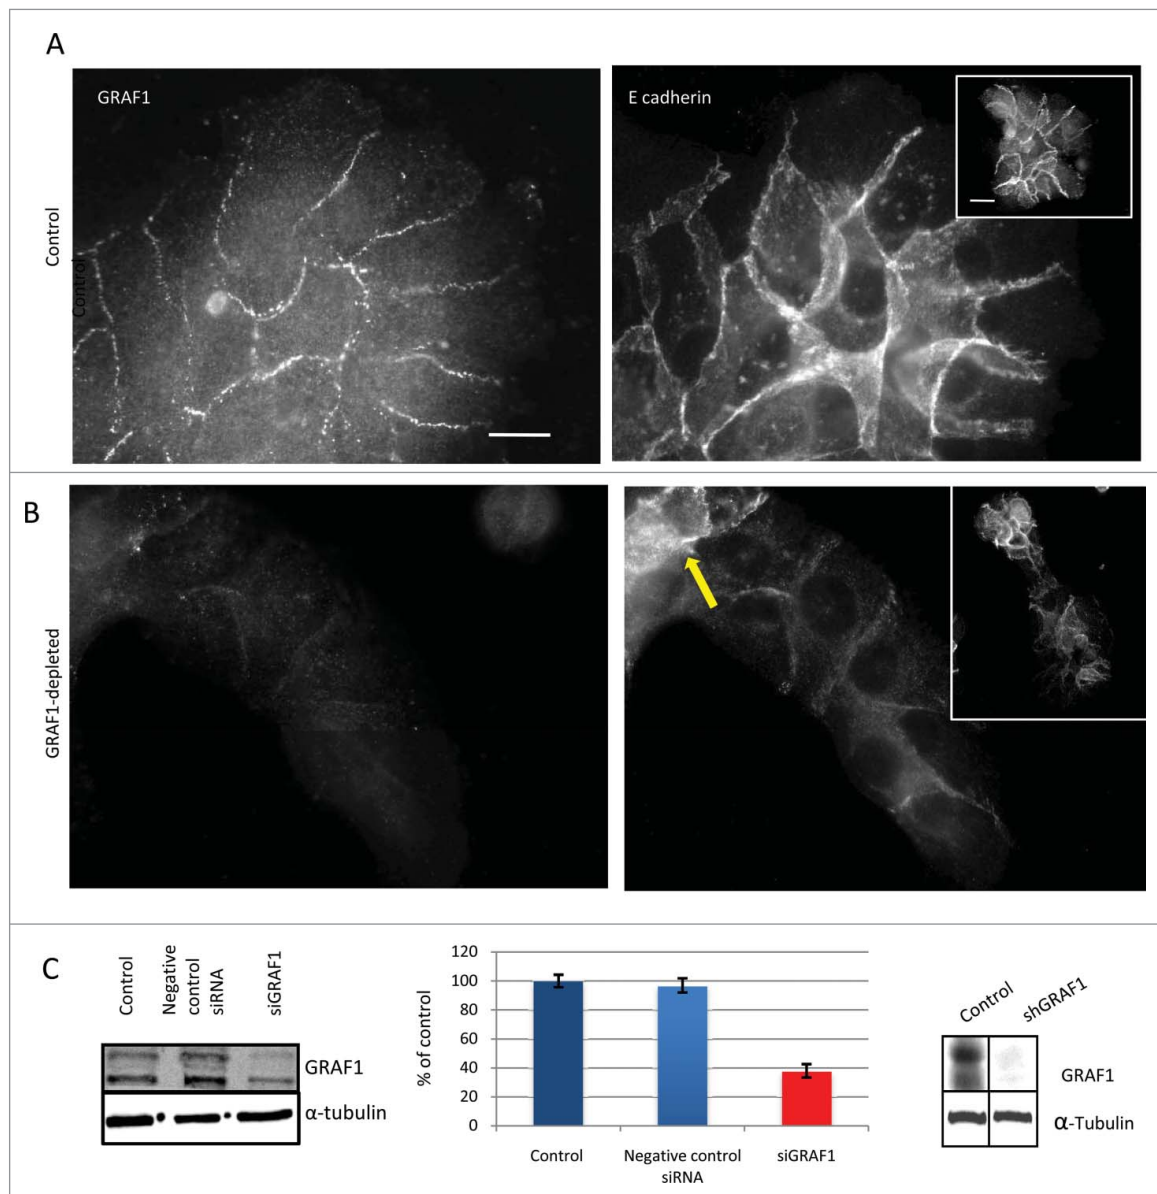 A
GRAF1
E cadherin
Control
Control
B
GRAF1-depleted
C
Control
Negative
control
siRNA
siGRAF1
GRAF1
α-tubulin
% of control
120
100
80
60
40
20
0
Control
Negative control
siRNA
siGRAF1
Control
shGRAF1
GRAF1
α-Tubulin